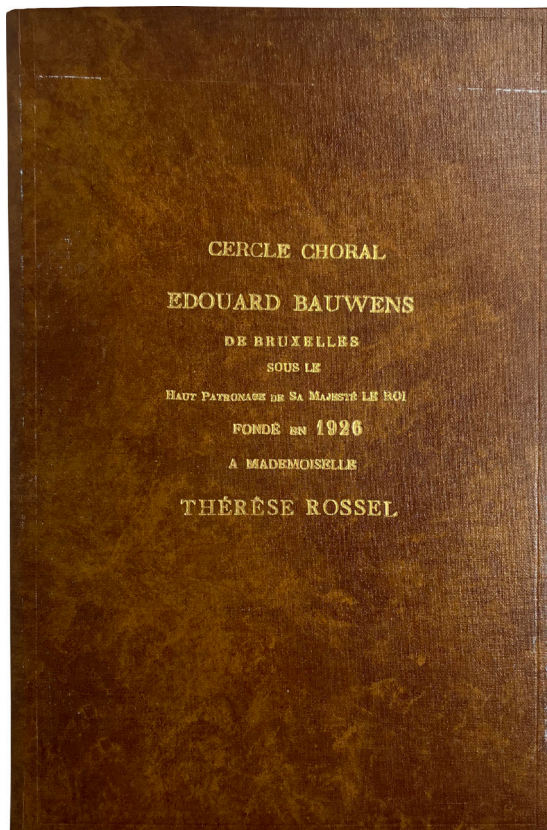 CERCLE CHORAL
EDOUARD BAUWENS
DE BRUXELLES
SOUS LE
HAUT PATRONAGE DE SA MAJESTÉ LE ROI
FONDÉ EN 1926
A MADEMOISELLE
THÉRÊSE ROSSEL